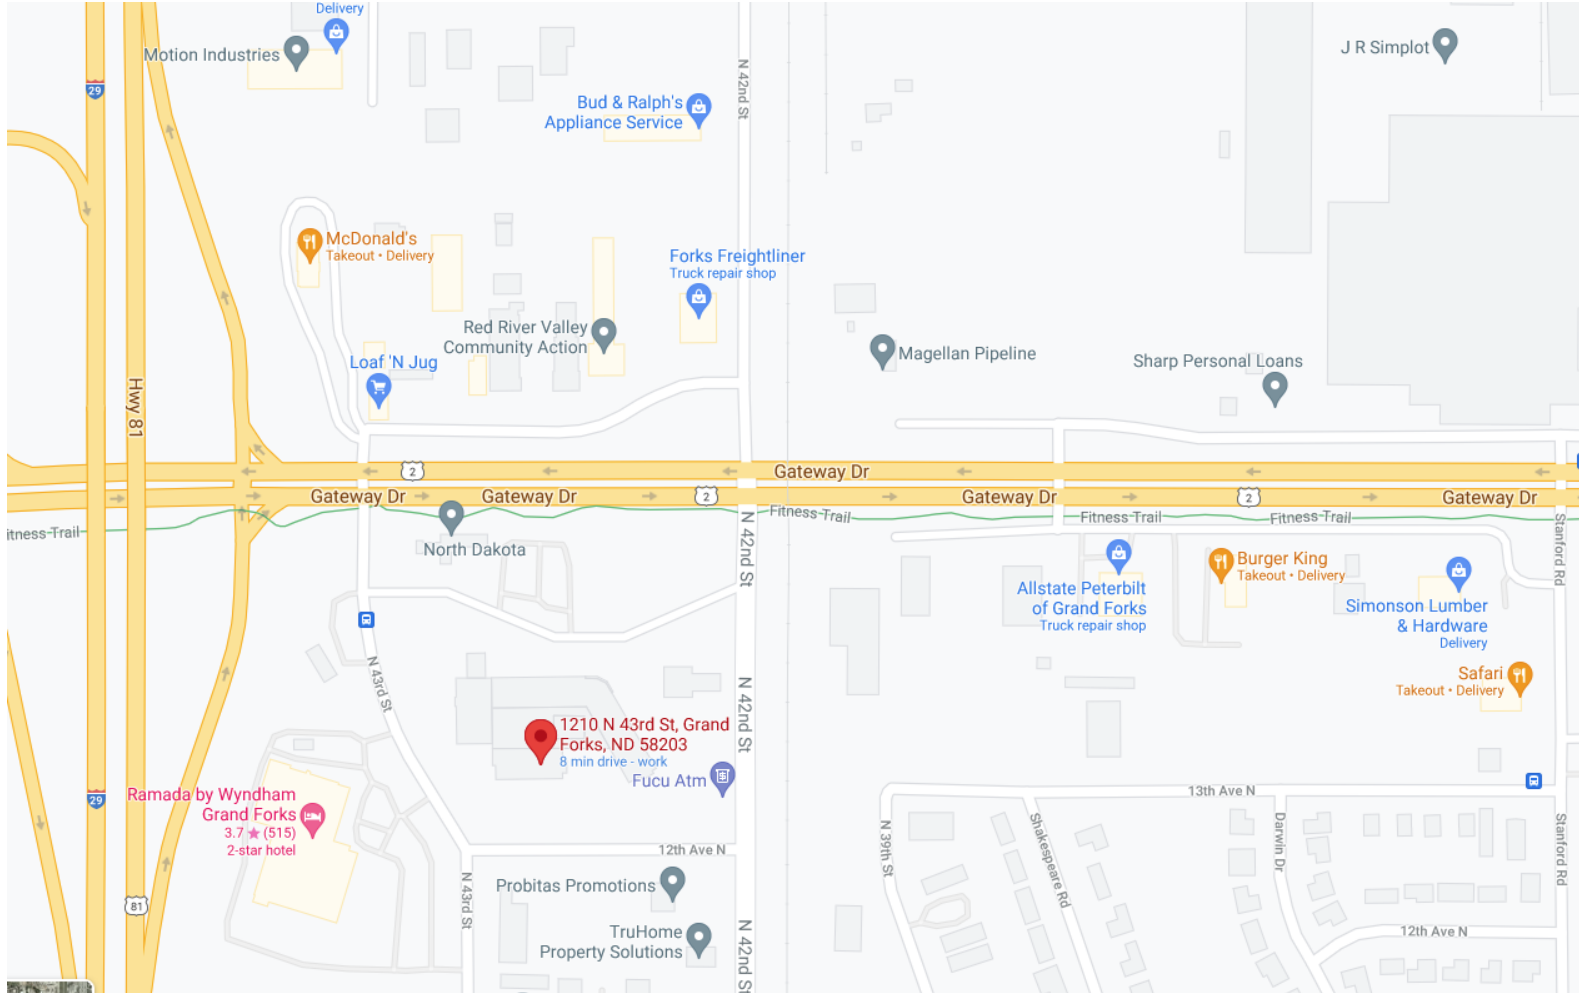 Delivery
Motion Industries
29
N 42nd St
J R Simplot
Bud & Ralph's
Appliance Service
McDonald's
Takeout • Delivery
Forks Freightliner
Truck repair shop
Red River Valley
Community Action
Magellan Pipeline
Loaf 'N Jug
Sharp Personal Loans
Hwy 81
2
Gateway Dr
Gateway Dr
Gateway Dr
2
Gateway Dr
2
Gateway Dr
itness Trail
Fitness Trail
Fitness Trail
Fitness Trail
North Dakota
N 42nd St
Stanford Rd
Burger King
Takeout • Delivery
Allstate Peterbilt
of Grand Forks
Truck repair shop
Simonson Lumber
& Hardware
Delivery
N 43rd St
N 42nd St
Safari
Takeout • Delivery
1210 N 43rd St, Grand
Forks, ND 58203
8 min drive - work
Fucu Atm
29
Ramada by Wyndham
Grand Forks
3.7 ★ (515)
2-star hotel
13th Ave N
N 39th St
Shakespeare Rd
Darwin Dr
Stanford Rd
12th Ave N
N 43rd St
Probitas Promotions
81
TruHome
Property Solutions
N 42nd St
12th Ave N